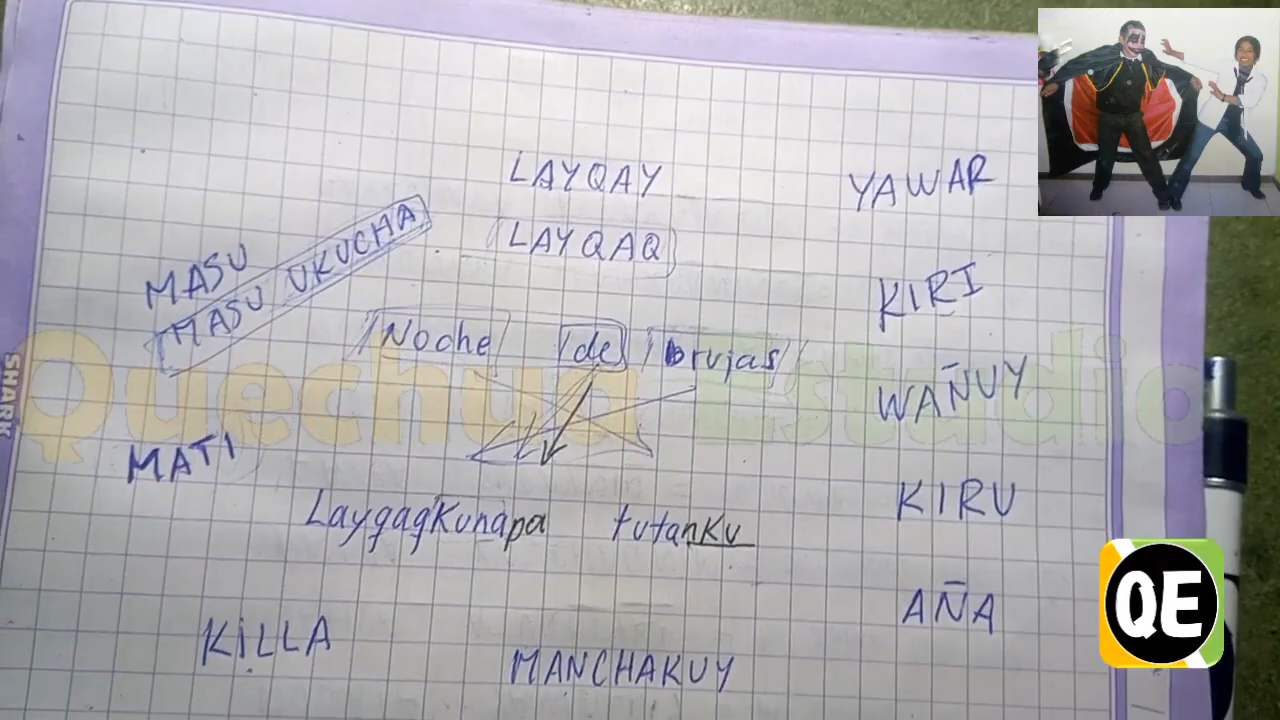 LAYQAY
YAWAR
LAYQAQ
MASU
MASU UKUCHA
KIRI
Noche de brujas
WAÑUY
MATI
Quechua Estudio
SHARK
KIRU
Layqaqkunapa tutanku
AÑA
QE
KILLA
MANCHAKUY